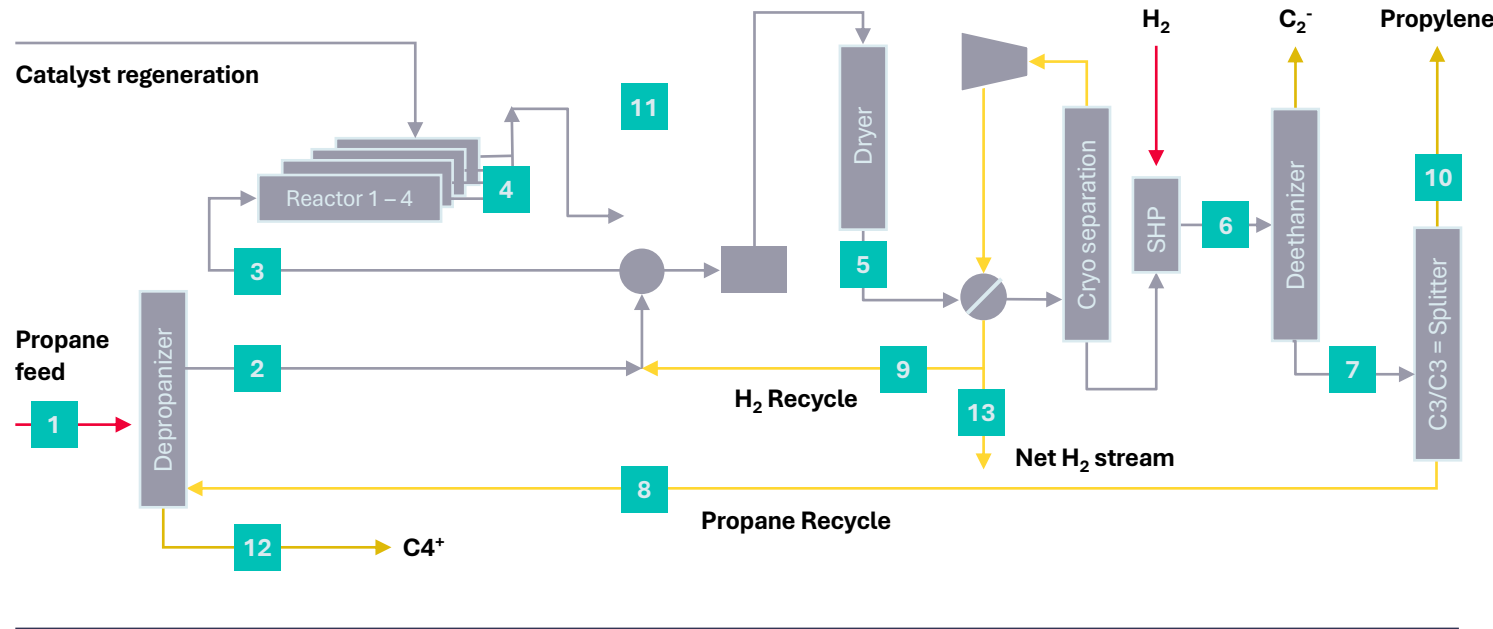 H₂
C₂⁻
Propylene
Catalyst regeneration
11
Dryer
Cryo separation
SHP
Deethanizer
10
Reactor 1 – 4
4
6
3
5
C3/C3 = Splitter
Propane
feed
Depropanizer
2
9
7
H₂ Recycle
13
1
Net H₂ stream
8
Propane Recycle
12
C4⁺